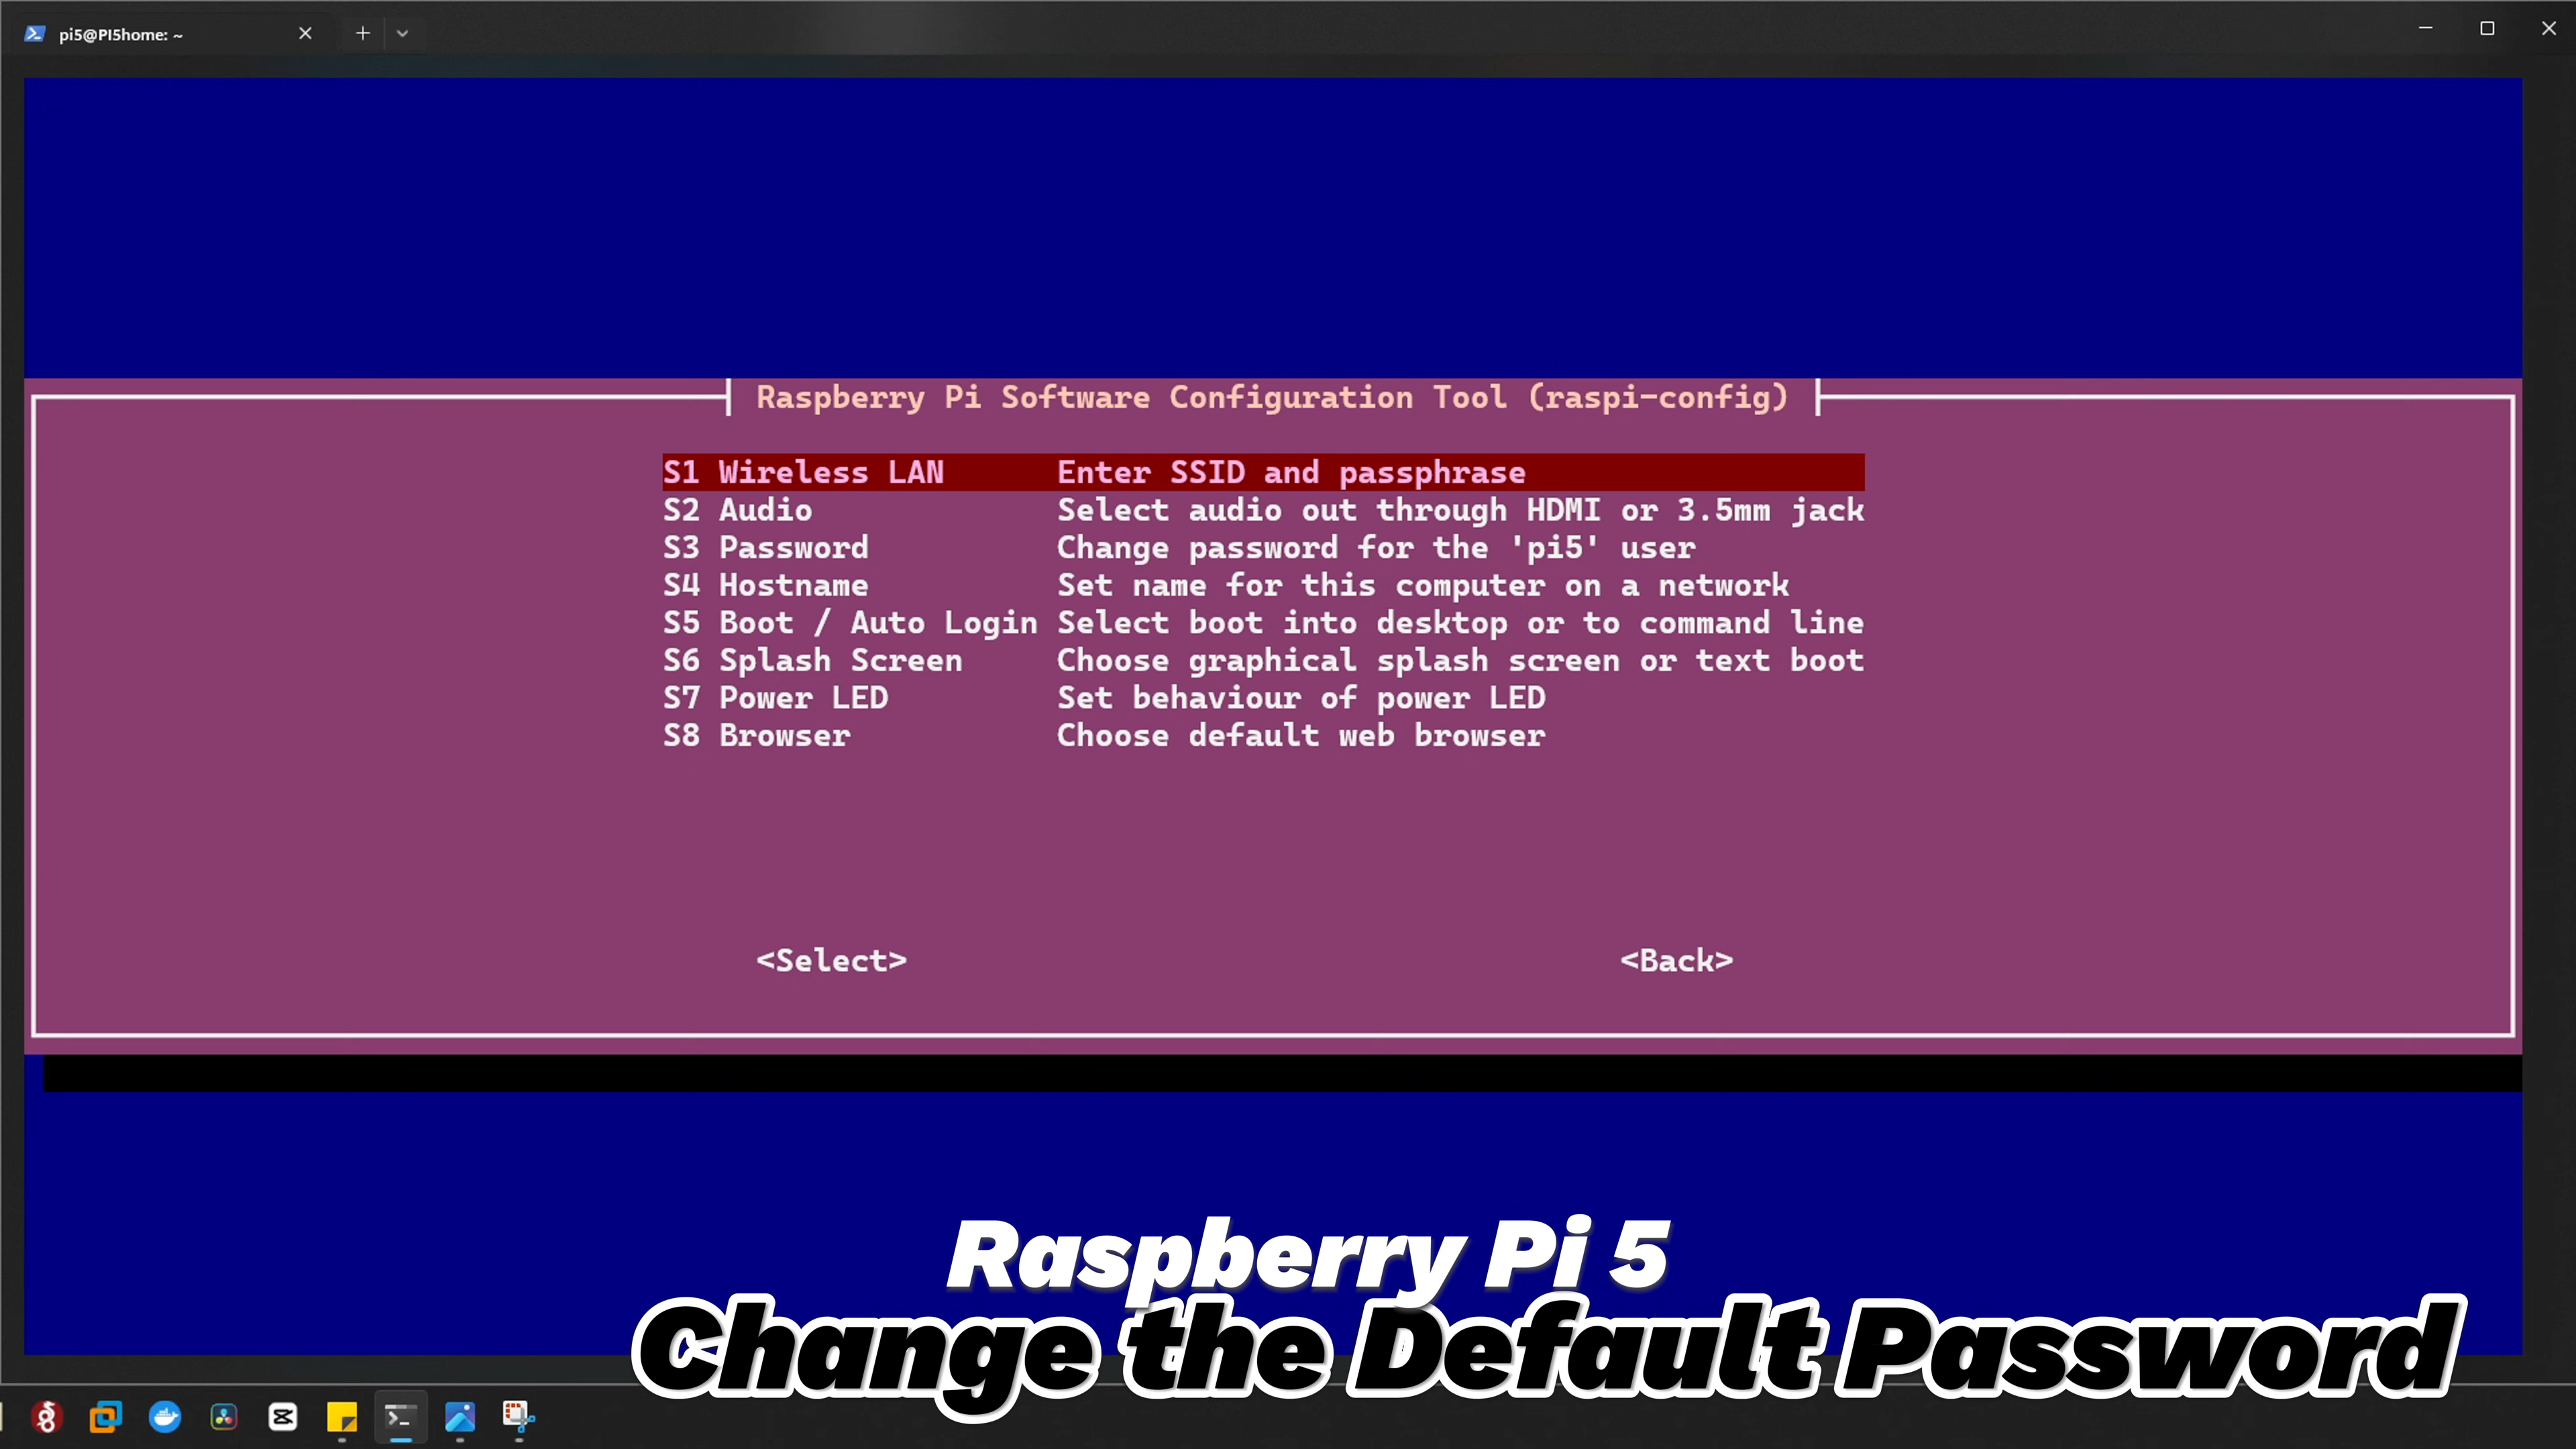 pi5@PI5home: ~
Raspberry Pi Software Configuration Tool (raspi-config)
S1 Wireless LAN Enter SSID and passphrase
S2 Audio Select audio out through HDMI or 3.5mm jack
S3 Password Change password for the 'pi5' user
S4 Hostname Set name for this computer on a network
S5 Boot / Auto Login Select boot into desktop or to command line
S6 Splash Screen Choose graphical splash screen or text boot
S7 Power LED Set behaviour of power LED
S8 Browser Choose default web browser
<Select> <Back>
Raspberry Pi 5
Change the Default Password